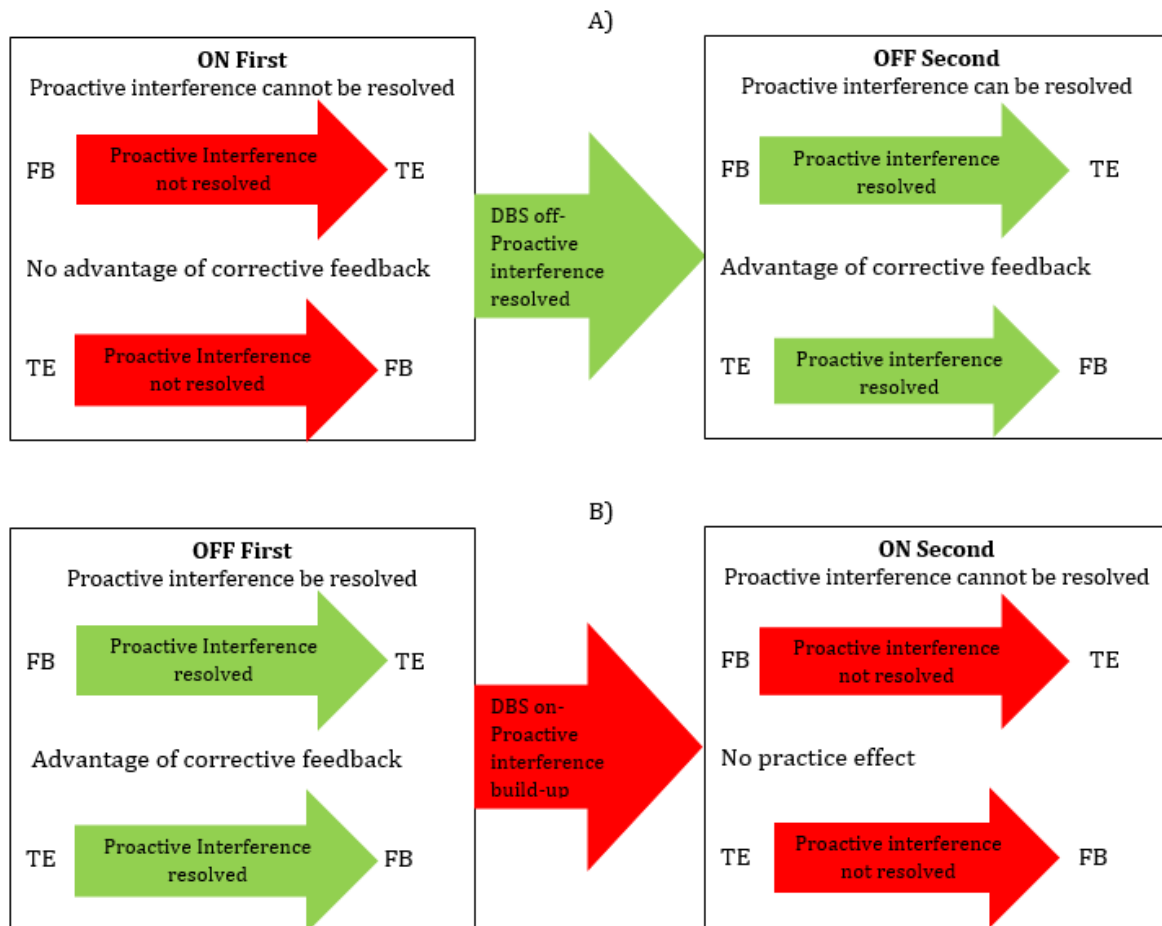 A)
ON First
Proactive interference cannot be resolved
FB
Proactive Interference
not resolved
TE
No advantage of corrective feedback
TE
Proactive Interference
not resolved
FB
DBS off-
Proactive
interference
resolved
OFF Second
Proactive interference can be resolved
FB
Proactive interference
resolved
TE
Advantage of corrective feedback
TE
Proactive interference
resolved
FB
B)
OFF First
Proactive interference be resolved
FB
Proactive Interference
resolved
TE
Advantage of corrective feedback
TE
Proactive Interference
resolved
FB
DBS on-
Proactive
interference
build-up
ON Second
Proactive interference cannot be resolved
FB
Proactive interference
not resolved
TE
No practice effect
TE
Proactive interference
not resolved
FB